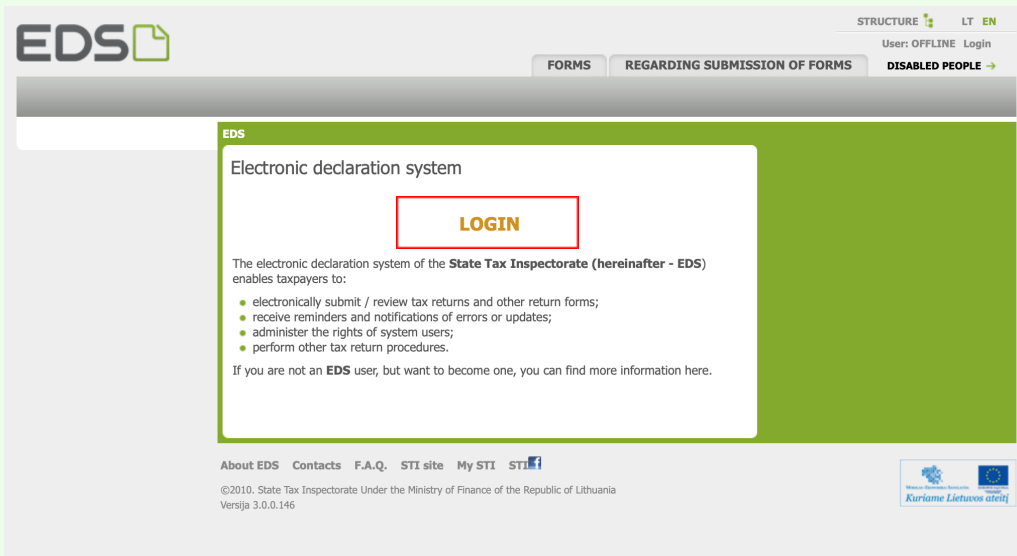 EDS
STRUCTURE LT EN
User: OFFLINE Login
FORMS REGARDING SUBMISSION OF FORMS DISABLED PEOPLE
EDS
Electronic declaration system
LOGIN
The electronic declaration system of the State Tax Inspectorate (hereinafter - EDS)
enables taxpayers to:
electronically submit / review tax returns and other return forms;
receive reminders and notifications of errors or updates;
administer the rights of system users;
perform other tax return procedures.
If you are not an EDS user, but want to become one, you can find more information here.
About EDS Contacts F.A.Q. STI site My STI STI
©2010. State Tax Inspectorate Under the Ministry of Finance of the Republic of Lithuania
Versija 3.0.0.146
Kuriame Lietuvos ateitį